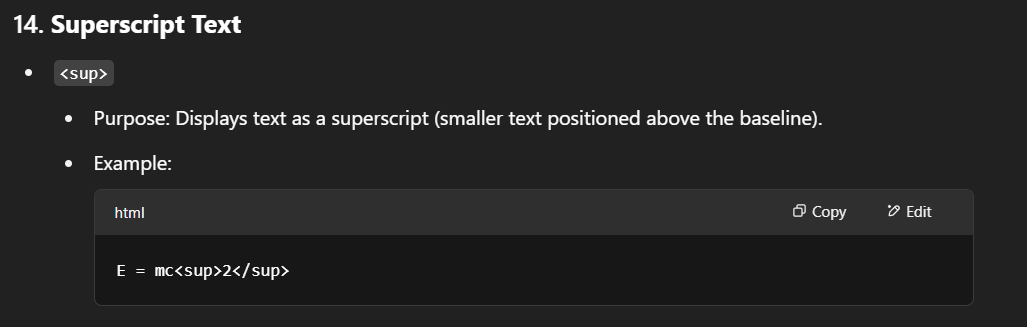 14. Superscript Text
<sup>
Purpose: Displays text as a superscript (smaller text positioned above the baseline).
Example:
html Copy Edit
E = mc<sup>2</sup>